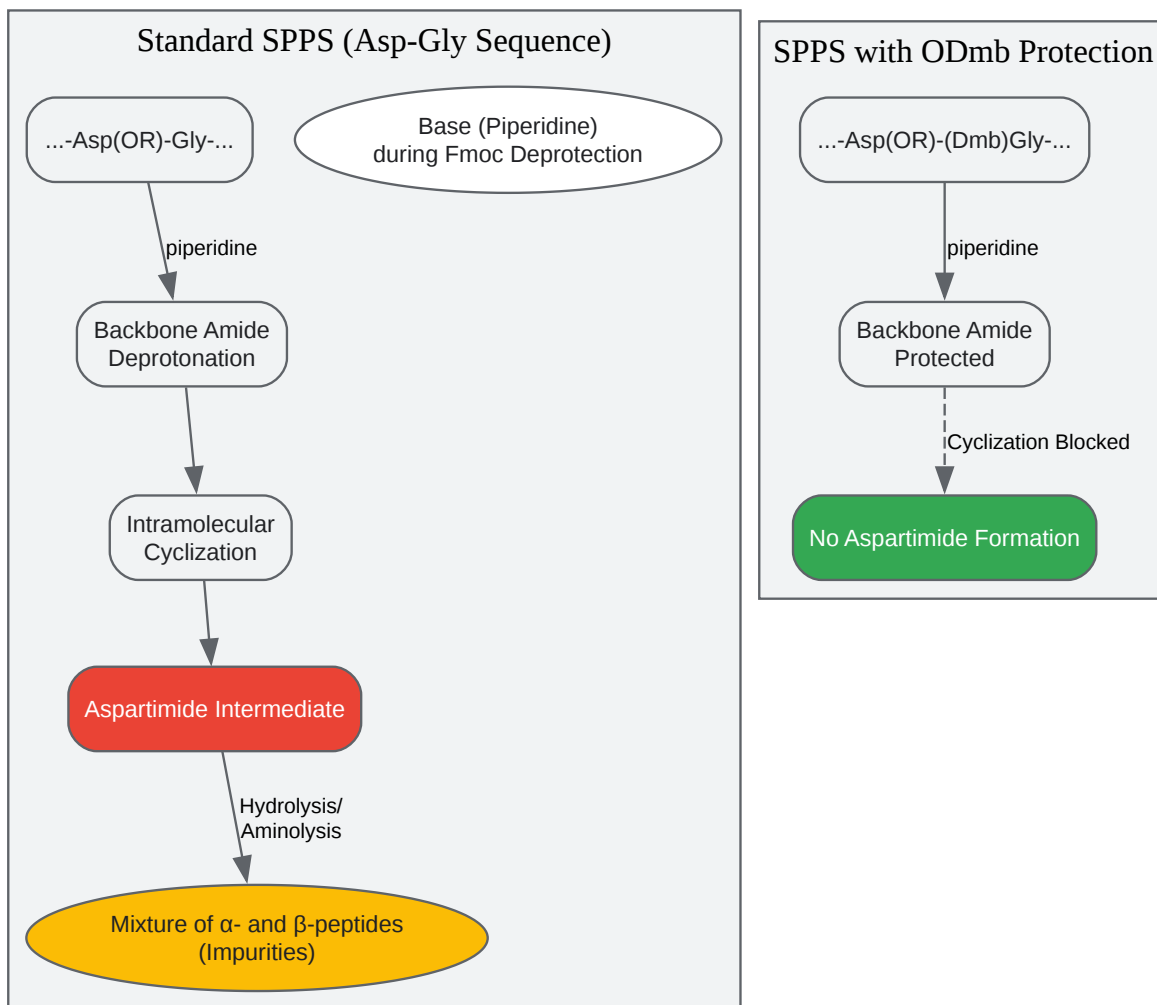 Standard SPPS (Asp-Gly Sequence)
...-Asp(OR)-Gly-...
Base (Piperidine)
during Fmoc Deprotection
piperidine
Backbone Amide
Deprotonation
Intramolecular
Cyclization
Aspartimide Intermediate
Hydrolysis/
Aminolysis
Mixture of α- and β-peptides
(Impurities)
SPPS with ODmb Protection
...-Asp(OR)-(Dmb)Gly-...
piperidine
Backbone Amide
Protected
Cyclization Blocked
No Aspartimide Formation